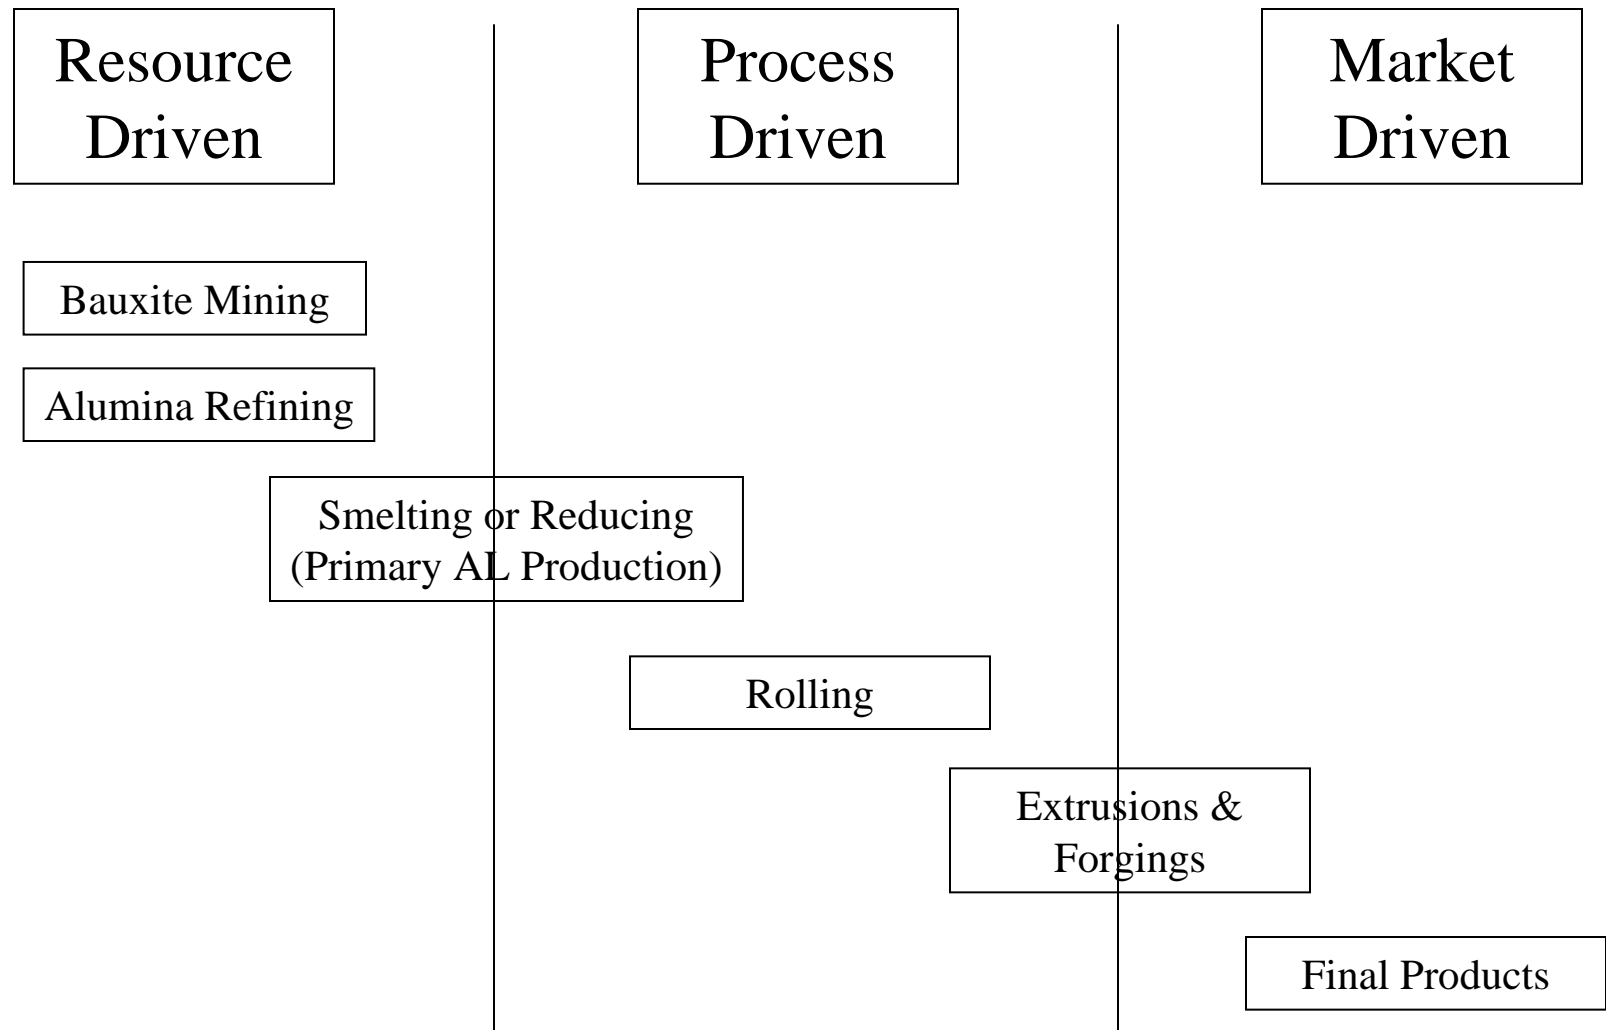 Resource
Driven
Process
Driven
Market
Driven
Bauxite Mining
Alumina Refining
Smelting or Reducing
(Primary AL Production)
Rolling
Extrusions &
Forgings
Final Products